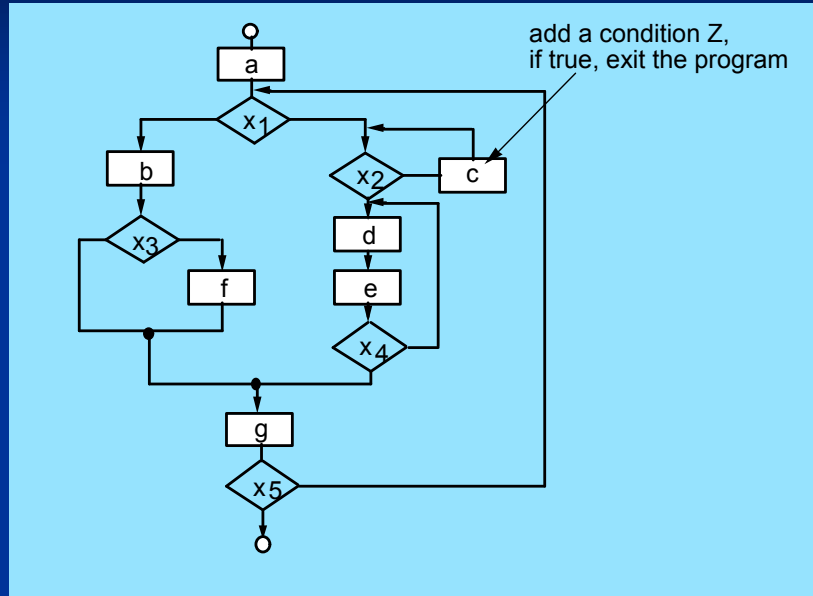 add a condition Z,
if true, exit the program
a
x1
b
x2
c
x3
d
f
e
x4
g
x5